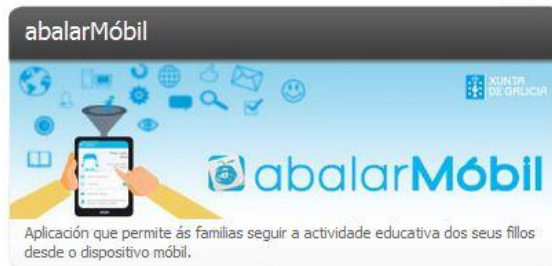 abalarMóbil
XUNTA
DE GALICIA
abalarMóbil
Aplicación que permite ás familias seguir a actividade educativa dos seus fillos
desde o dispositivo móbil.